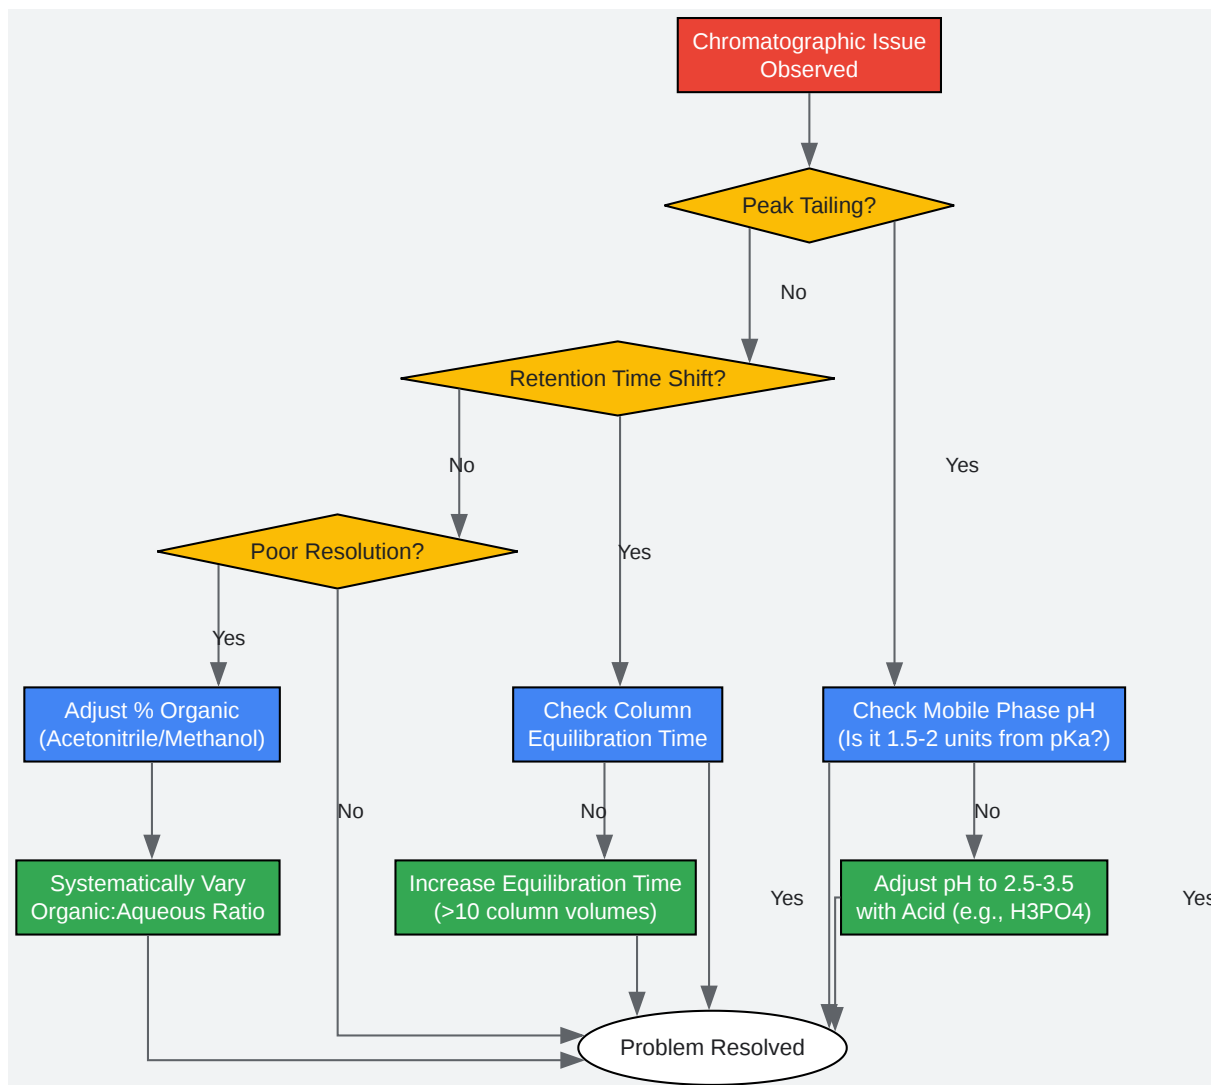 Chromatographic Issue
Observed
Peak Tailing?
No
Retention Time Shift?
No
Yes
Poor Resolution?
Yes
Yes
Adjust % Organic
(Acetonitrile/Methanol)
Check Column
Equilibration Time
Check Mobile Phase pH
(Is it 1.5-2 units from pKa?)
No
No
No
Systematically Vary
Organic:Aqueous Ratio
Increase Equilibration Time
(>10 column volumes)
Yes
Adjust pH to 2.5-3.5
with Acid (e.g., H3PO4)
Yes
Problem Resolved